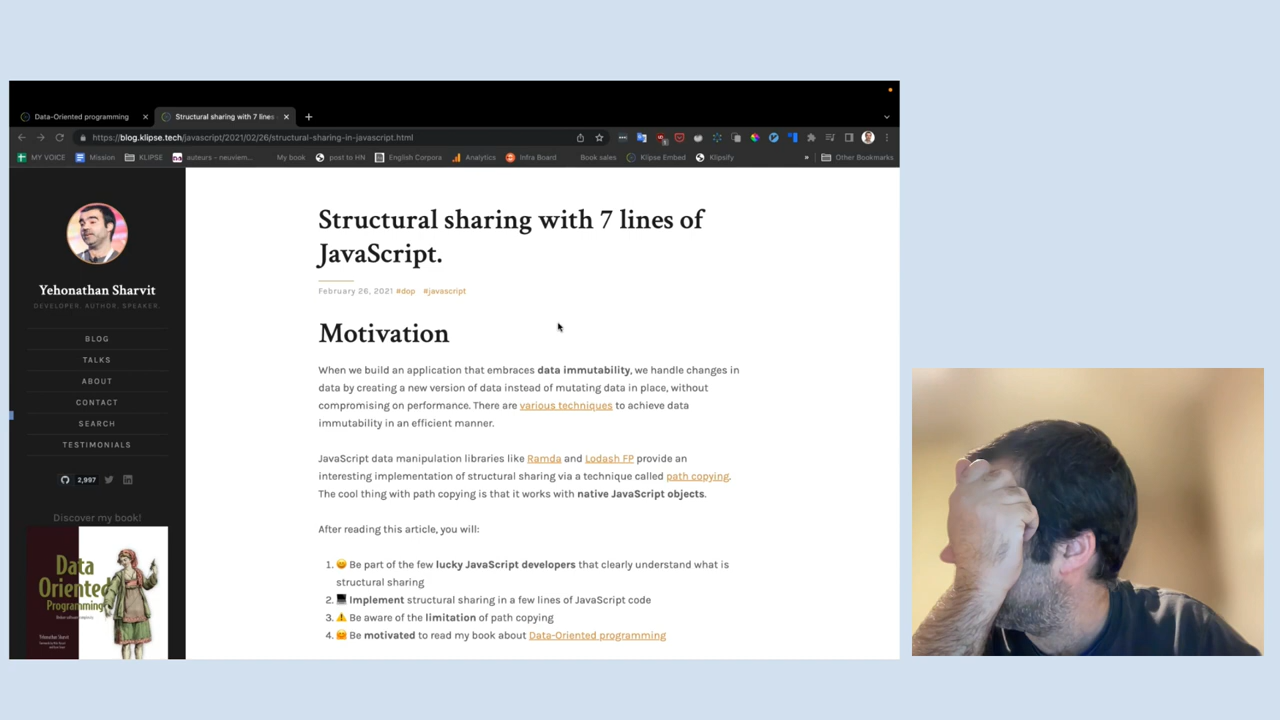 Data-Oriented programming
Structural sharing with 7 lines
https://blog.klipse.tech/javascript/2021/02/26/structural-sharing-in-javascript.html
MY VOICE
Mission
KLIPSE
auteurs – neuviem...
My book
post to HN
English Corpora
Analytics
Infra Board
Book sales
Klipse Embed
Klipsify
»
Other Bookmarks
Yehonathan Sharvit
DEVELOPER. AUTHOR. SPEAKER.
BLOG
TALKS
ABOUT
CONTACT
SEARCH
TESTIMONIALS
2,997
Discover my book!
Data
Oriented
Programming
Structural sharing with 7 lines of
JavaScript.
February 26, 2021 #dop #javascript
Motivation
When we build an application that embraces data immutability, we handle changes in
data by creating a new version of data instead of mutating data in place, without
compromising on performance. There are various techniques to achieve data
immutability in an efficient manner.
JavaScript data manipulation libraries like Ramda and Lodash FP provide an
interesting implementation of structural sharing via a technique called path copying.
The cool thing with path copying is that it works with native JavaScript objects.
After reading this article, you will:
1. 😀 Be part of the few lucky JavaScript developers that clearly understand what is
structural sharing
2. 💻 Implement structural sharing in a few lines of JavaScript code
3. ⚠️ Be aware of the limitation of path copying
4. 🤗 Be motivated to read my book about Data-Oriented programming